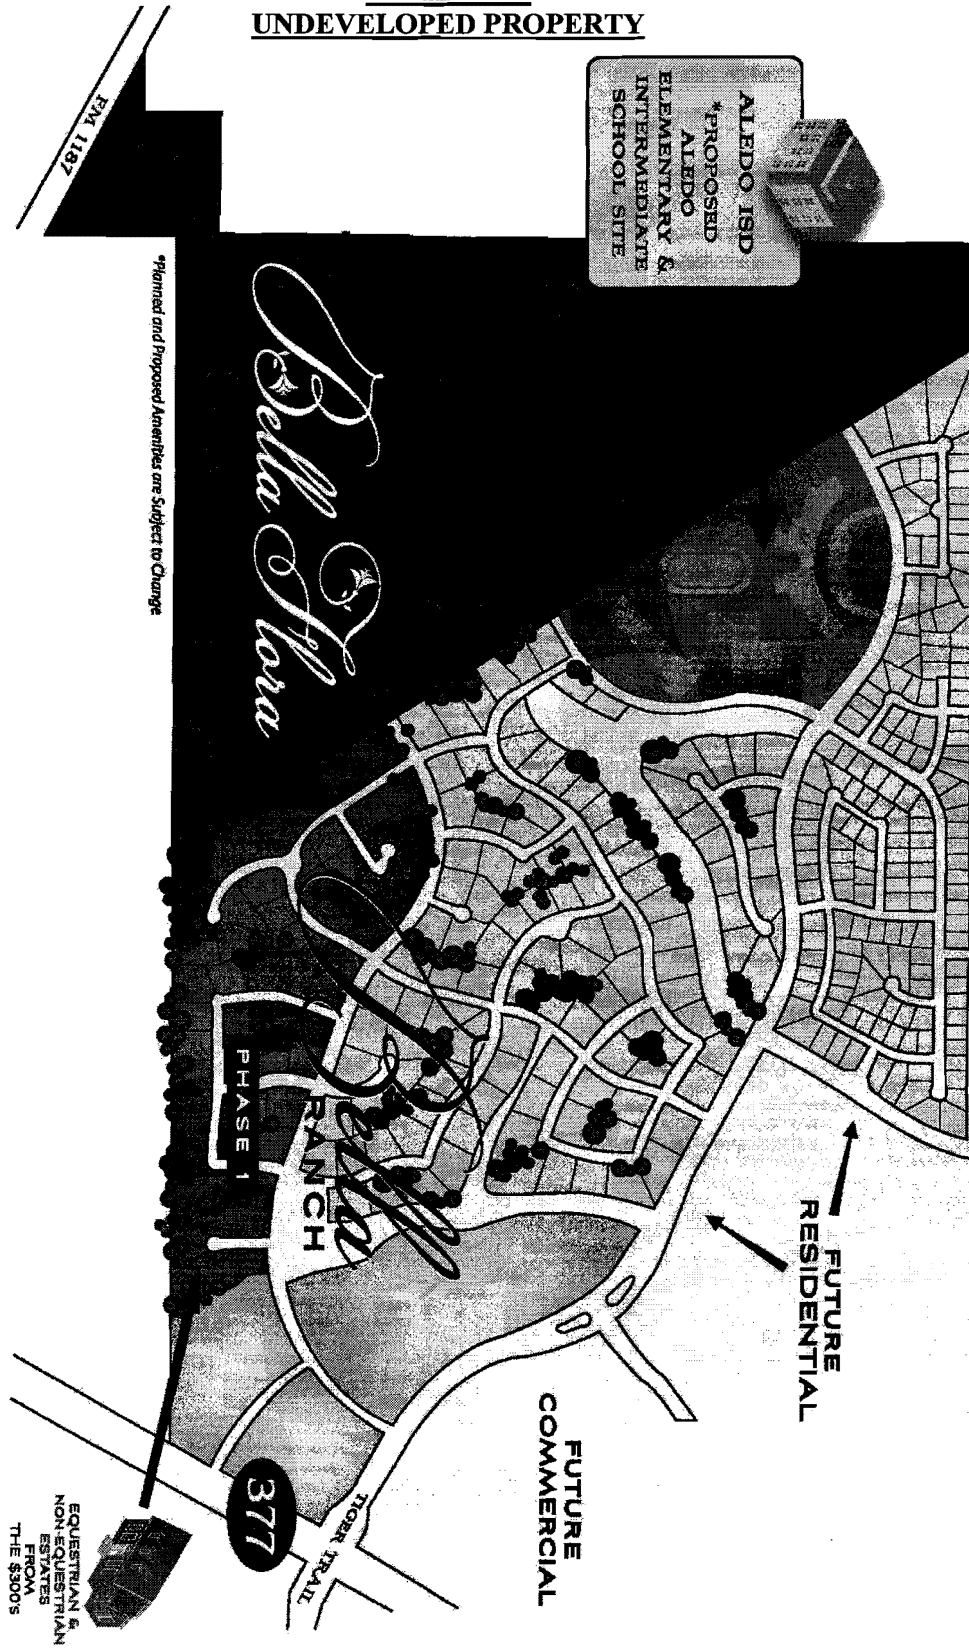 UNDEVELOPED PROPERTY
FM 1187
ALEDO ISD
*PROPOSED
ALEDO
ELEMENTARY &
INTERMEDIATE
SCHOOL SITE
*Planned and Proposed Amenities are Subject to Change
Bella Flora
PHASE 1
Bella
RANCH
FUTURE
RESIDENTIAL
FUTURE
COMMERCIAL
377
TIGER TRAIL
EQUESTRIAN &
NON-EQUESTRIAN
ESTATES
FROM
THE $300's